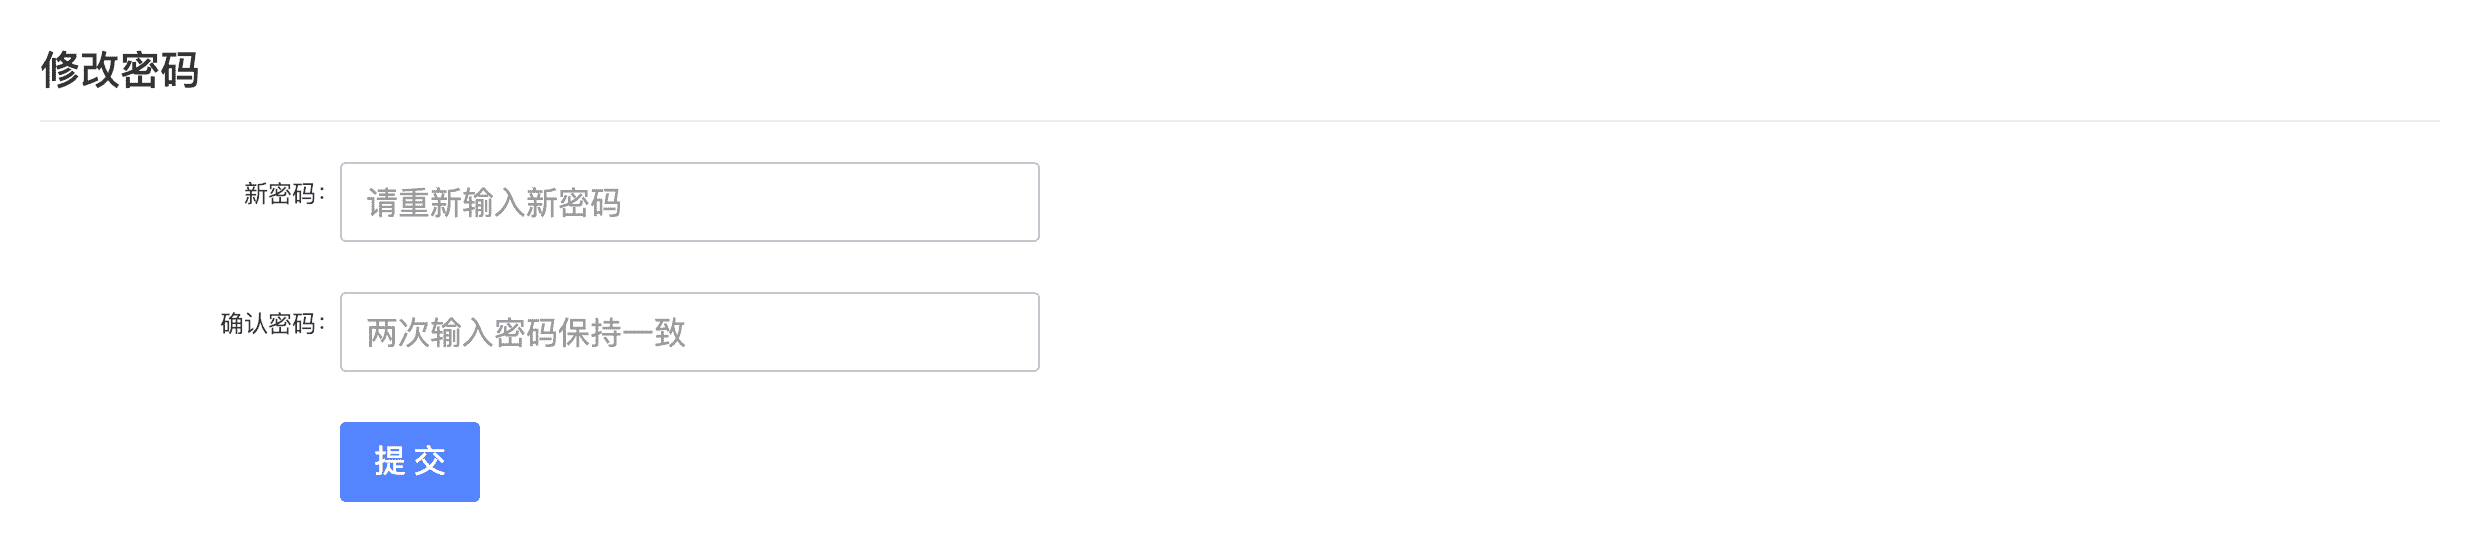 修改密码
新密码：
请重新输入新密码
确认密码：
两次输入密码保持一致
提 交